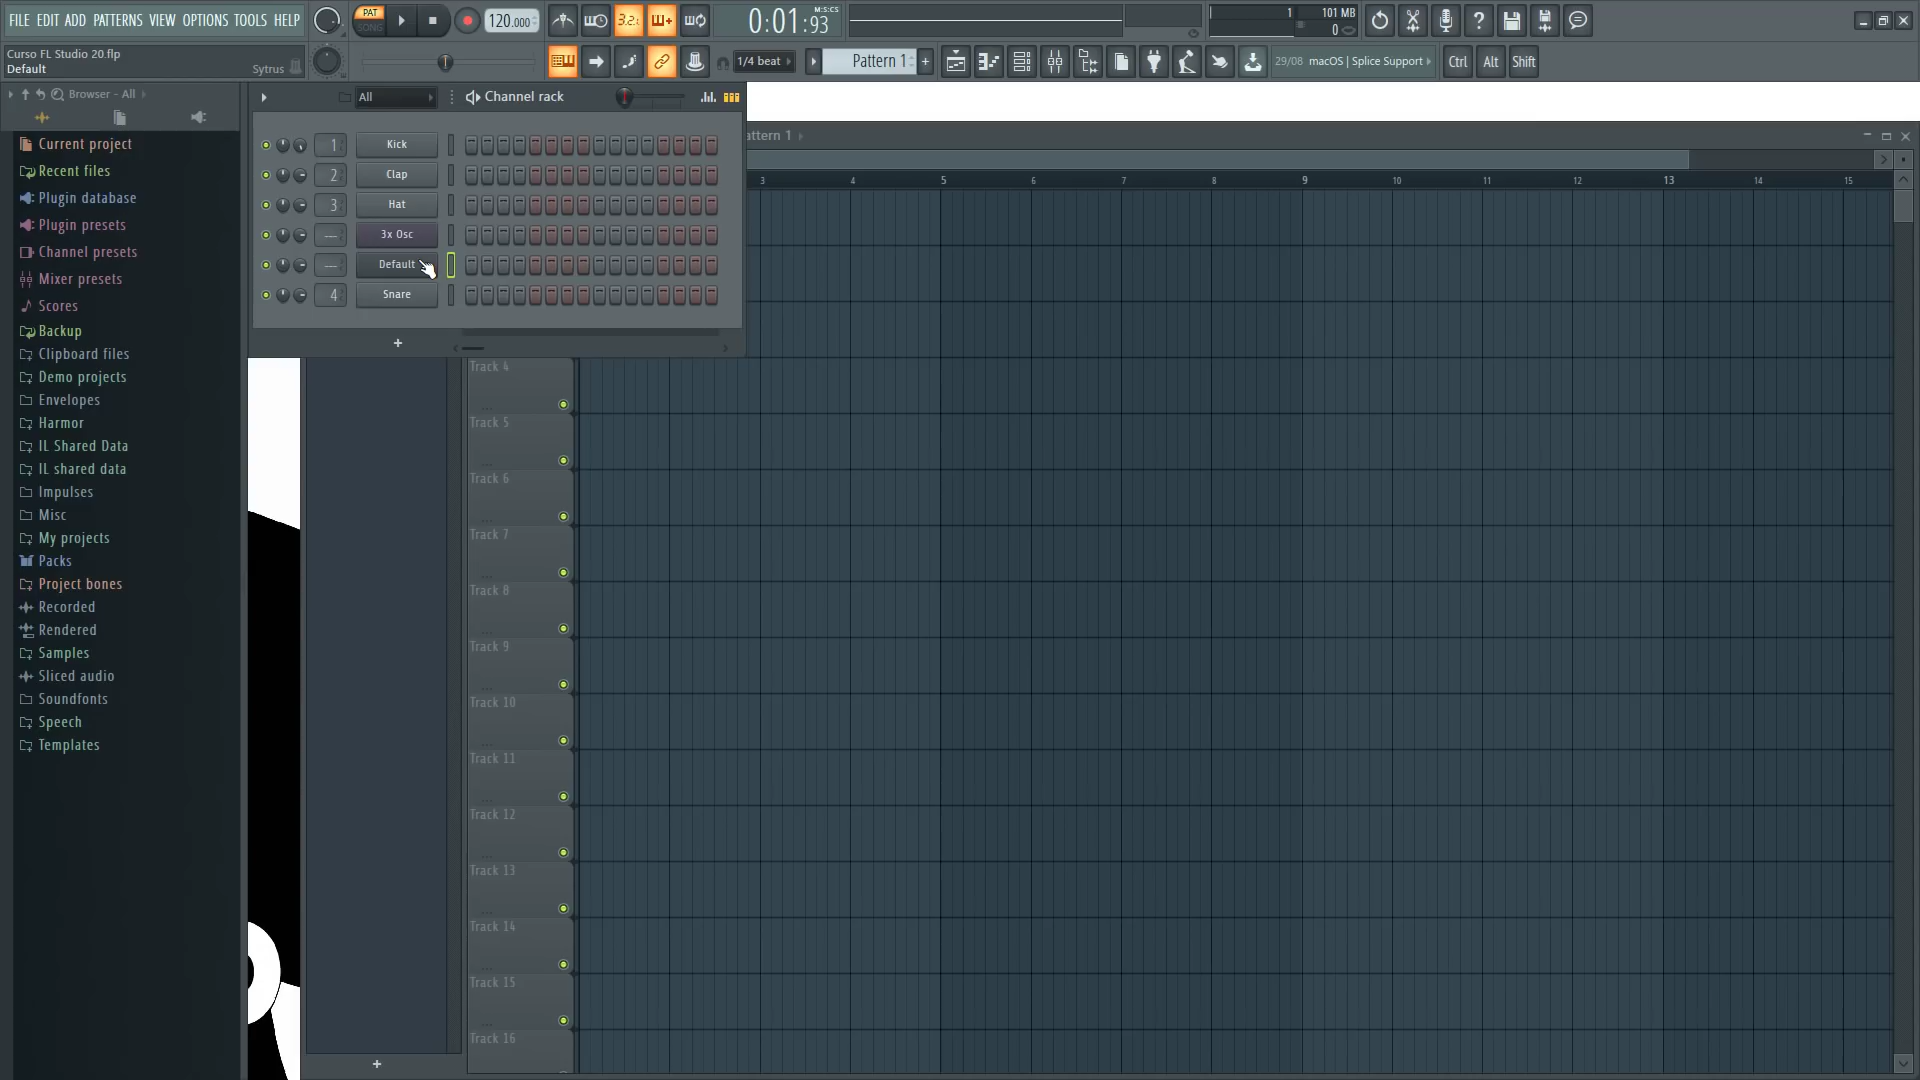 FILE EDIT ADD PATTERNS VIEW OPTIONS TOOLS HELP
PAT
SONG
120.000
3.2.
0:01:93
M:S:CS
1
101 MB
0
Curso FL Studio 20.flp
Default
Sytrus
1/4 beat
Pattern 1
+
29/08 macOS | Splice Support
Ctrl
Alt
Shift
Browser - All
All
Channel rack
attern 1
Current project
Recent files
Plugin database
Plugin presets
Channel presets
Mixer presets
Scores
Backup
Clipboard files
Demo projects
Envelopes
Harmor
IL Shared Data
IL shared data
Impulses
Misc
My projects
Packs
Project bones
Recorded
Rendered
Samples
Sliced audio
Soundfonts
Speech
Templates
1 Kick
2 Clap
3 Hat
--- 3x Osc
--- Default
4 Snare
+
3 4 5 6 7 8 9 10 11 12 13 14 15
Track 4
Track 5
Track 6
Track 7
Track 8
Track 9
Track 10
Track 11
Track 12
Track 13
Track 14
Track 15
Track 16
+